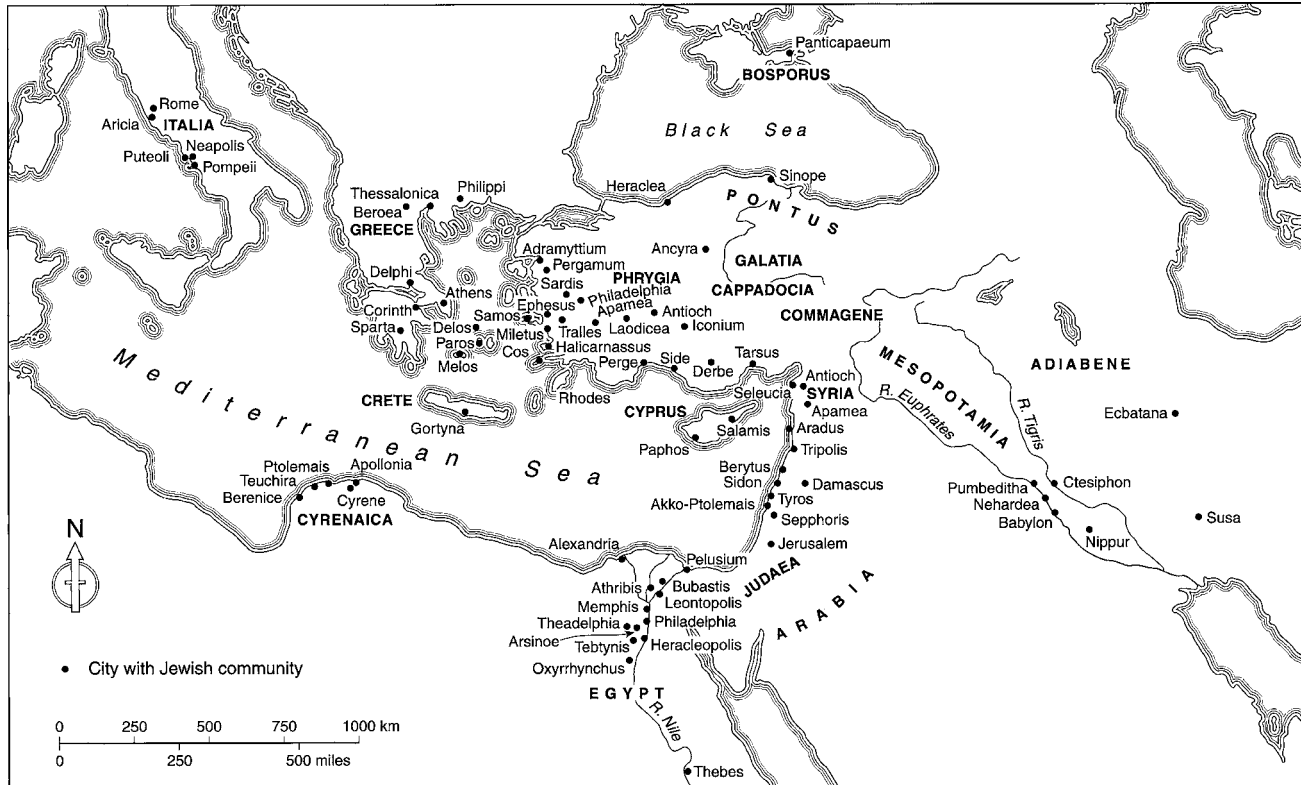 Panticapaeum
BOSPORUS
Black Sea
Rome
Aricia
ITALIA
Neapolis
Puteoli
Pompeii
Sinope
Heraclea
PONTUS
Philippi
Thessalonica
Beroea
GREECE
Ancyra
GALATIA
CAPPADOCIA
Adramyttium
Pergamum
PHRYGIA
Sardis
Philadelphia
Delphi
Athens
Ephesus
Apamea
Antioch
COMMAGENE
Corinth
Samos
Sparta
Delos
Miletus
Tralles
Laodicea
Iconium
Paros
Halicarnassus
Cos
Melos
Perge
Side
Derbe
Tarsus
MESOPOTAMIA
ADIABENE
Mediterranean Sea
Rhodes
CRETE
Gortyna
CYPRUS
Salamis
Paphos
Seleucia
Antioch
SYRIA
Apamea
R. Euphrates
R. Tigris
Ecbatana
Aradus
Tripolis
Ptolemais
Apollonia
Teuchira
Berenice
Cyrene
CYRENAICA
Berytus
Sidon
Damascus
Akko-Ptolemais
Tyros
Sepphoris
Jerusalem
Pumbeditha
Ctesiphon
Nehardea
Babylon
Nippur
Susa
N
Alexandria
Pelusium
JUDAEA
ARABIA
Athribis
Bubastis
Leontopolis
Memphis
Theadelphia
Philadelphia
Arsinoe
Tebtynis
Heracleopolis
Oxyrrhynchus
EGYPT
R. Nile
Thebes
City with Jewish community
0 250 500 750 1000 km
0 250 500 miles